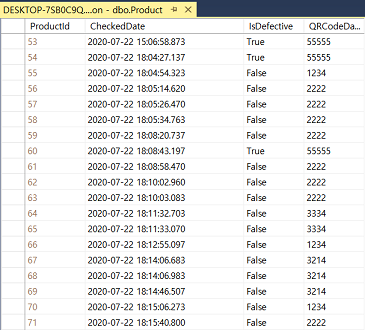 DESKTOP-7SB0C9Q....on - dbo.Product
ProductId CheckedDate IsDefective QRCodeDa...
53 2020-07-22 15:06:58.873 True 55555
54 2020-07-22 18:04:27.137 True 55555
55 2020-07-22 18:04:54.323 False 1234
56 2020-07-22 18:05:14.620 False 2222
57 2020-07-22 18:05:26.470 False 2222
58 2020-07-22 18:05:34.763 False 2222
59 2020-07-22 18:08:20.737 False 2222
60 2020-07-22 18:08:43.197 True 55555
61 2020-07-22 18:08:58.470 False 2222
62 2020-07-22 18:10:02.960 False 2222
63 2020-07-22 18:10:03.083 False 2222
64 2020-07-22 18:11:32.703 False 3334
65 2020-07-22 18:11:33.070 False 3334
66 2020-07-22 18:12:55.097 False 1234
67 2020-07-22 18:14:06.683 False 3214
68 2020-07-22 18:14:06.983 False 3214
69 2020-07-22 18:14:46.507 False 3214
70 2020-07-22 18:15:06.273 False 1234
71 2020-07-22 18:15:40.800 False 2222